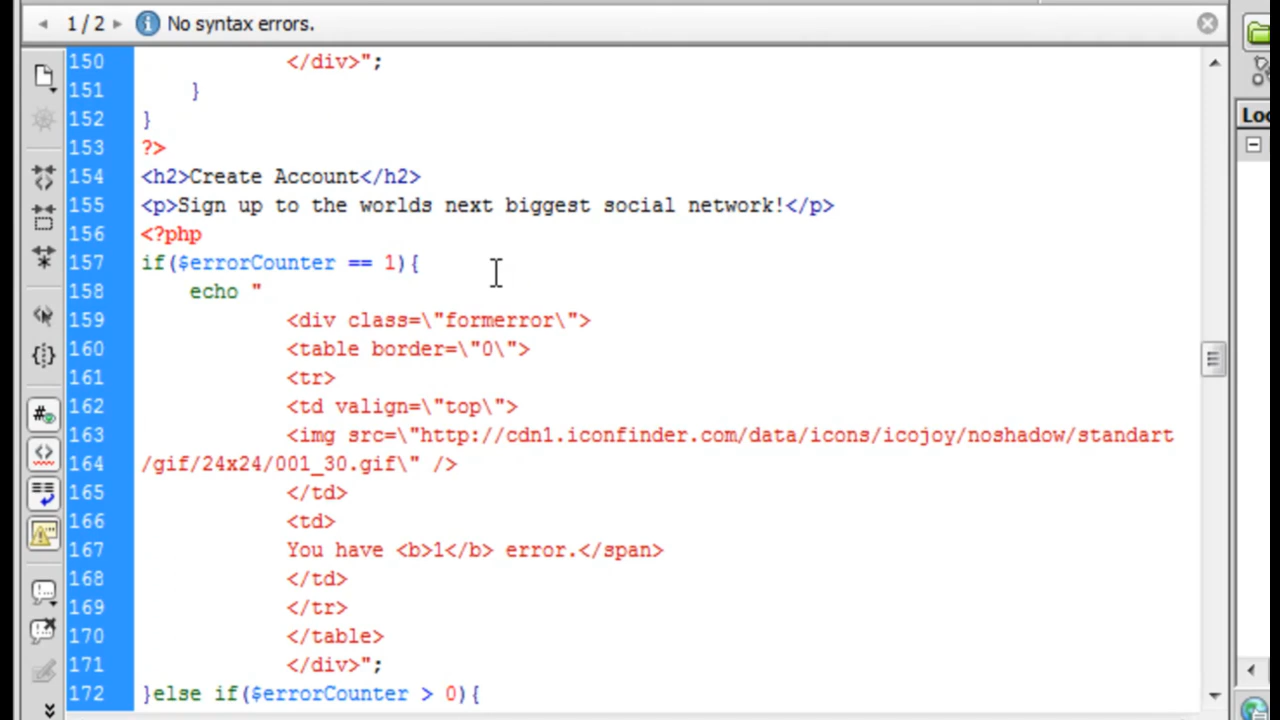 1 / 2 No syntax errors.
150 </div>";
151 }
152 }
153 ?>
154 <h2>Create Account</h2>
155 <p>Sign up to the worlds next biggest social network!</p>
156 <?php
157 if($errorCounter == 1){
158 echo "
159 <div class=\"formerror\">
160 <table border=\"0\">
161 <tr>
162 <td valign=\"top\">
163 <img src=\"http://cdn1.iconfinder.com/data/icons/icojoy/noshadow/standart
164 /gif/24x24/001_30.gif\" />
165 </td>
166 <td>
167 You have <b>1</b> error.</span>
168 </td>
169 </tr>
170 </table>
171 </div>";
172 }else if($errorCounter > 0){